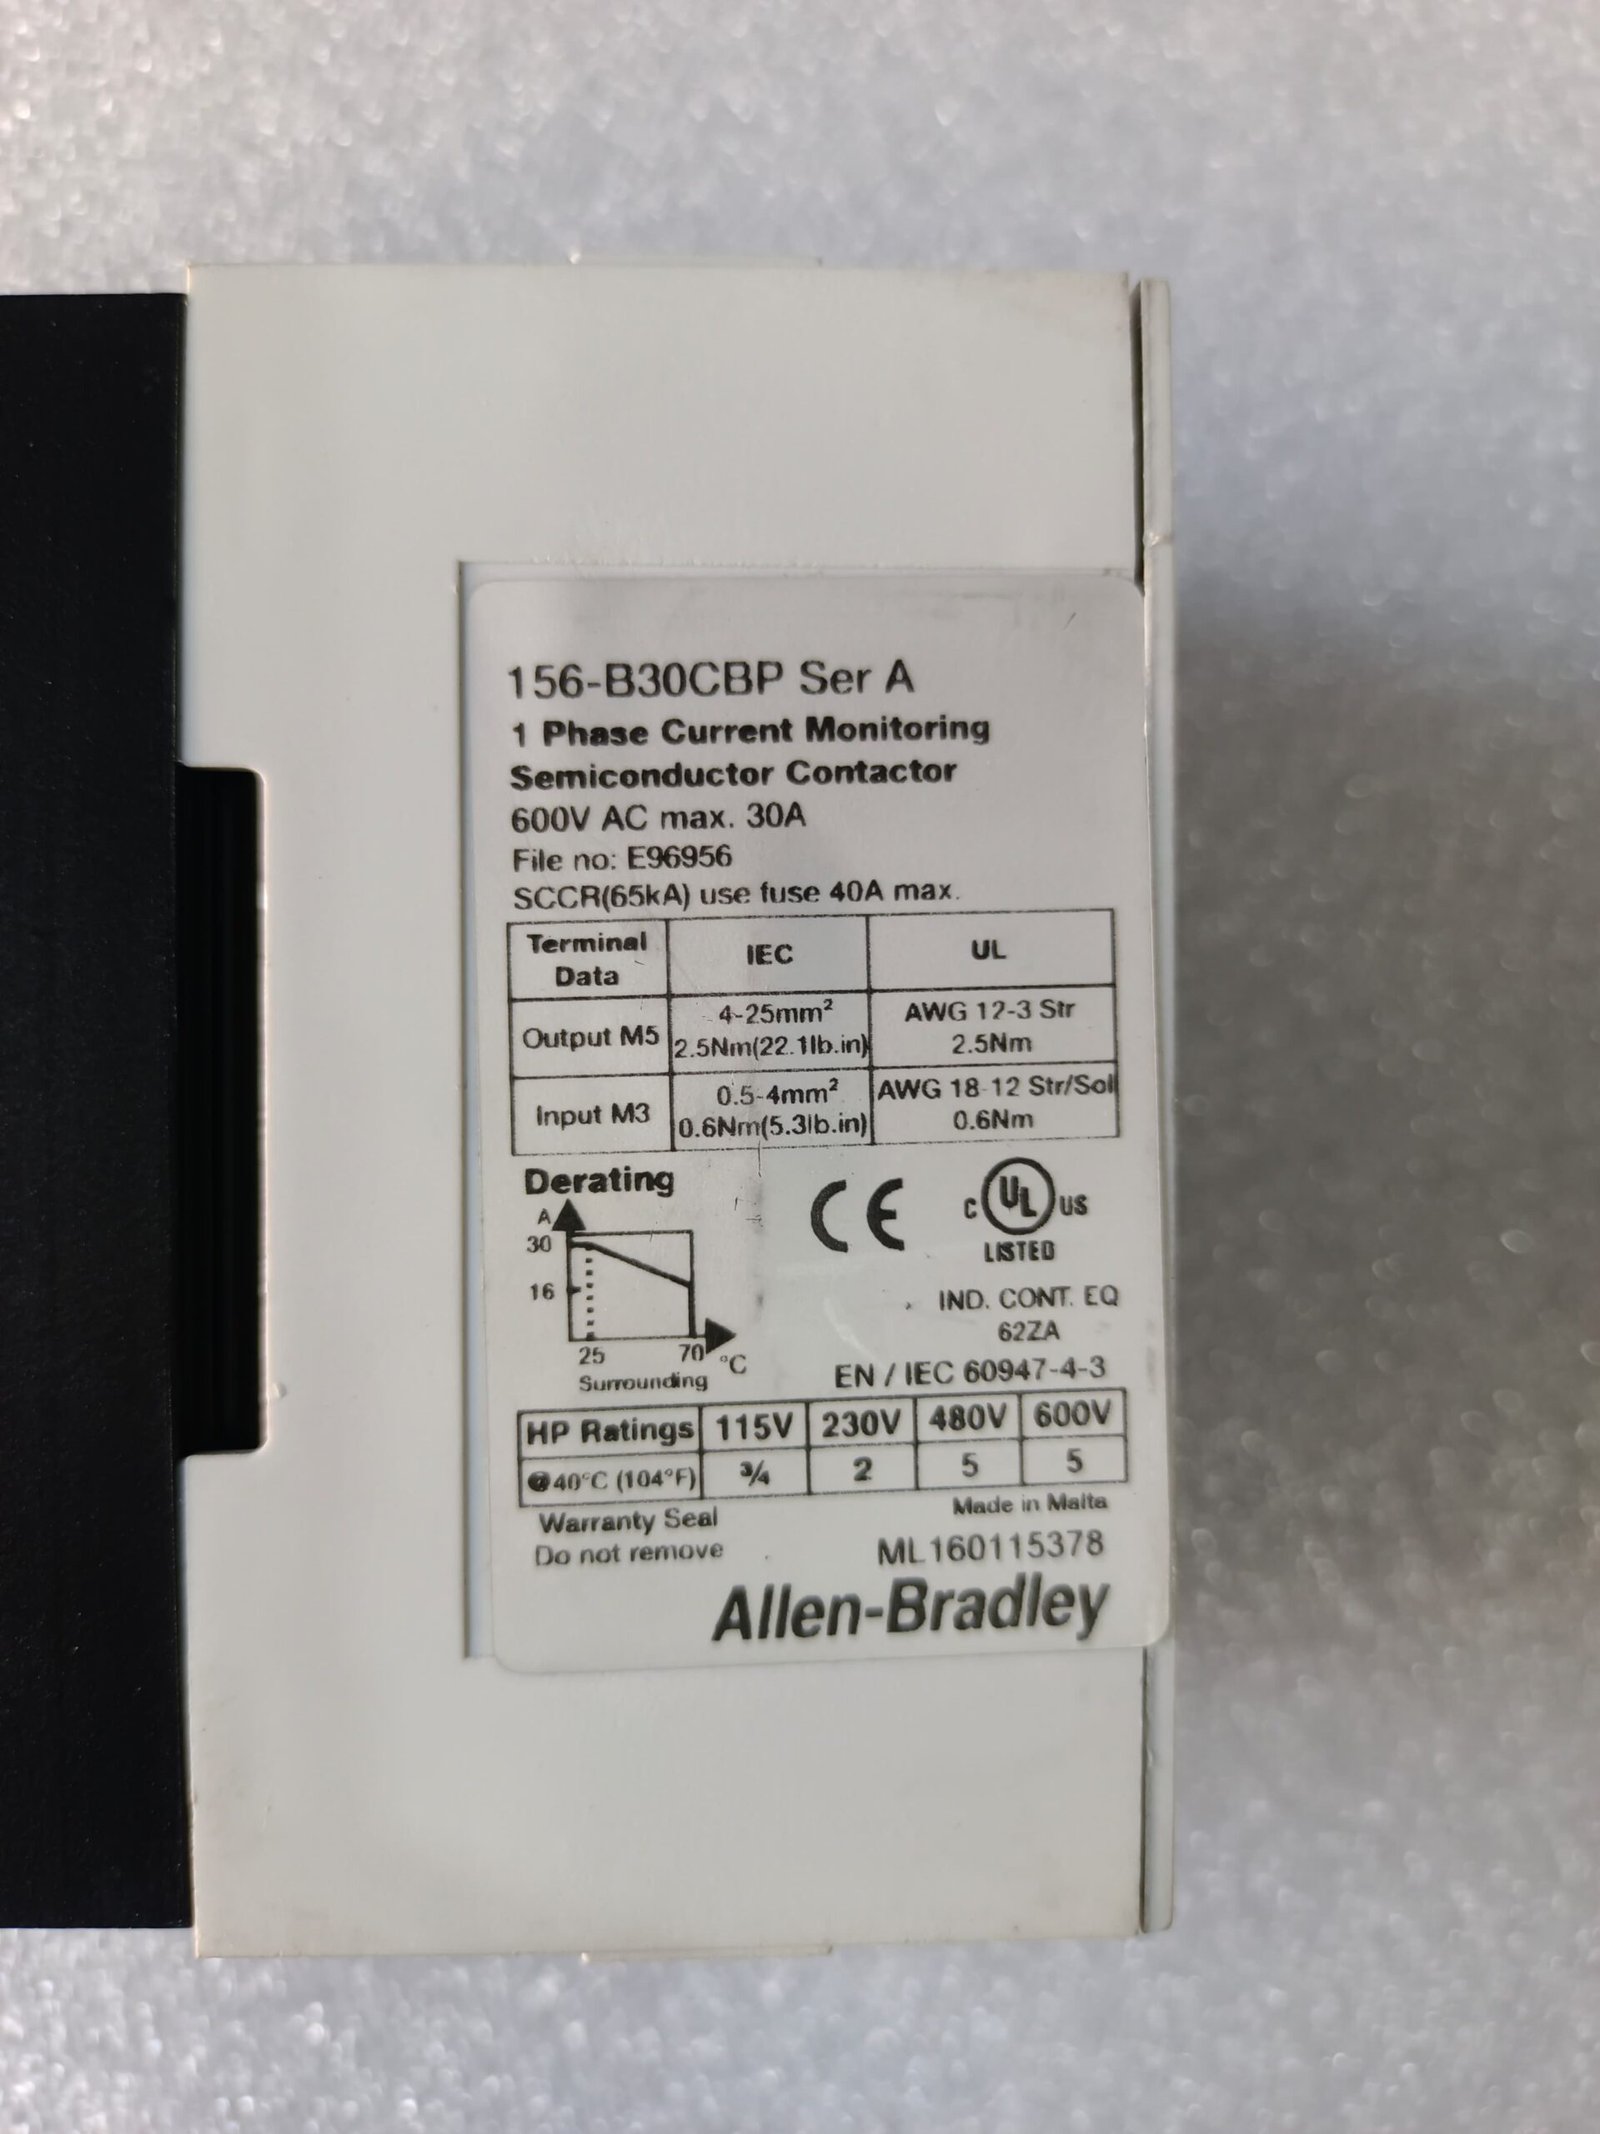 156-B30CBP Ser A
1 Phase Current Monitoring
Semiconductor Contactor
600V AC max. 30A
File no: E96956
SCCR(65kA) use fuse 40A max.
Terminal Data IEC UL
Output M5 4-25mm² 2.5Nm(22.1lb.in) AWG 12-3 Str 2.5Nm
Input M3 0.5-4mm² 0.6Nm(5.3lb.in) AWG 18-12 Str/Sol 0.6Nm
Derating
A
30
16
25 70 °C
Surrounding
CE
C UL US
LISTED
IND. CONT. EQ
62ZA
EN / IEC 60947-4-3
HP Ratings 115V 230V 480V 600V
@40°C (104°F) ¾ 2 5 5
Warranty Seal
Do not remove
Made in Malta
ML160115378
Allen-Bradley